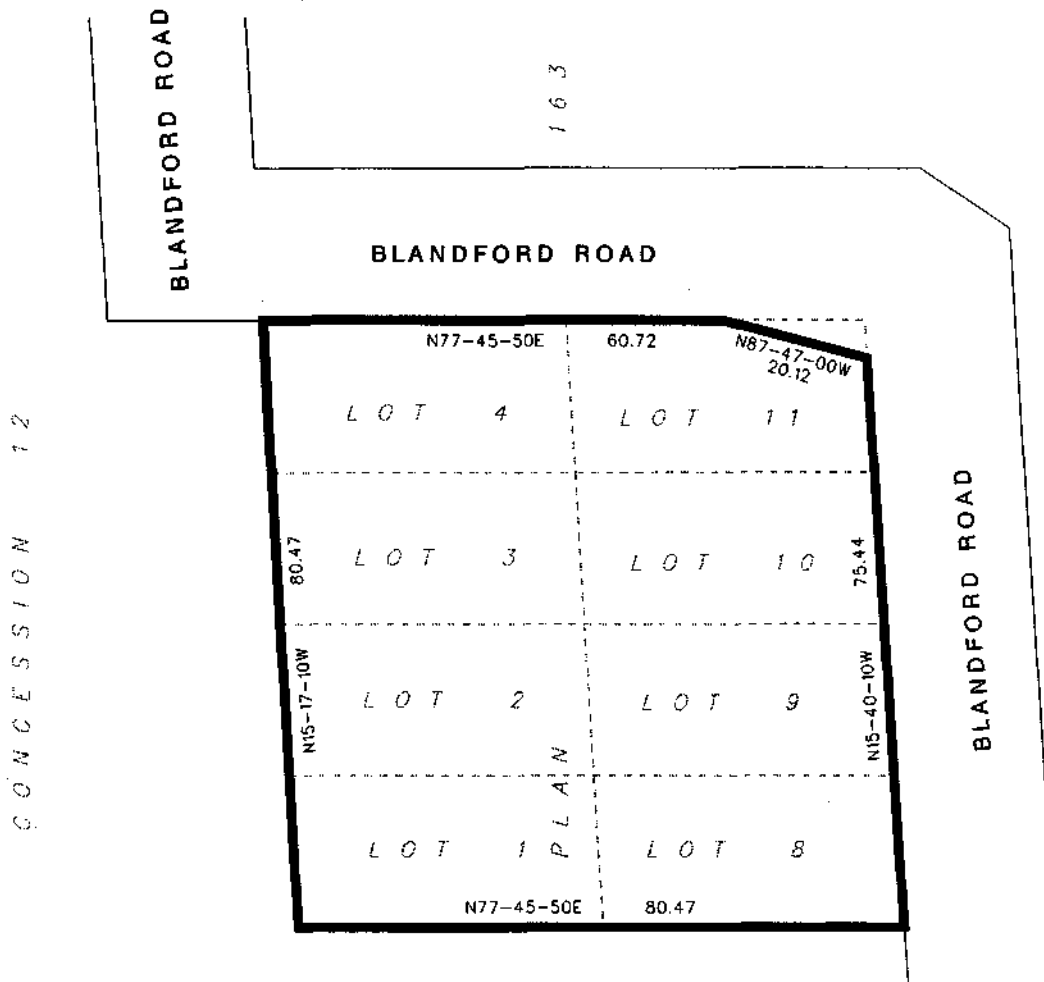 BLANDFORD ROAD
163
BLANDFORD ROAD
N77-45-50E 60.72
N87-47-00W
20.12
LOT 4
LOT 11
CONCESSION 12
80.47
LOT 3
LOT 10
75.44
BLANDFORD ROAD
N15-17-10W
LOT 2
LOT 9
N15-40-10W
PLAN
LOT 1
LOT 8
N77-45-50E 80.47